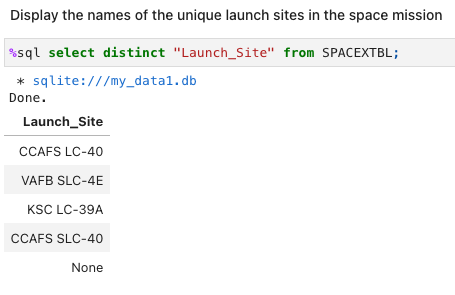 Display the names of the unique launch sites in the space mission
%sql select distinct "Launch_Site" from SPACEXTBL;
* sqlite:///my_data1.db
Done.
Launch_Site
CCAFS LC-40
VAFB SLC-4E
KSC LC-39A
CCAFS SLC-40
None